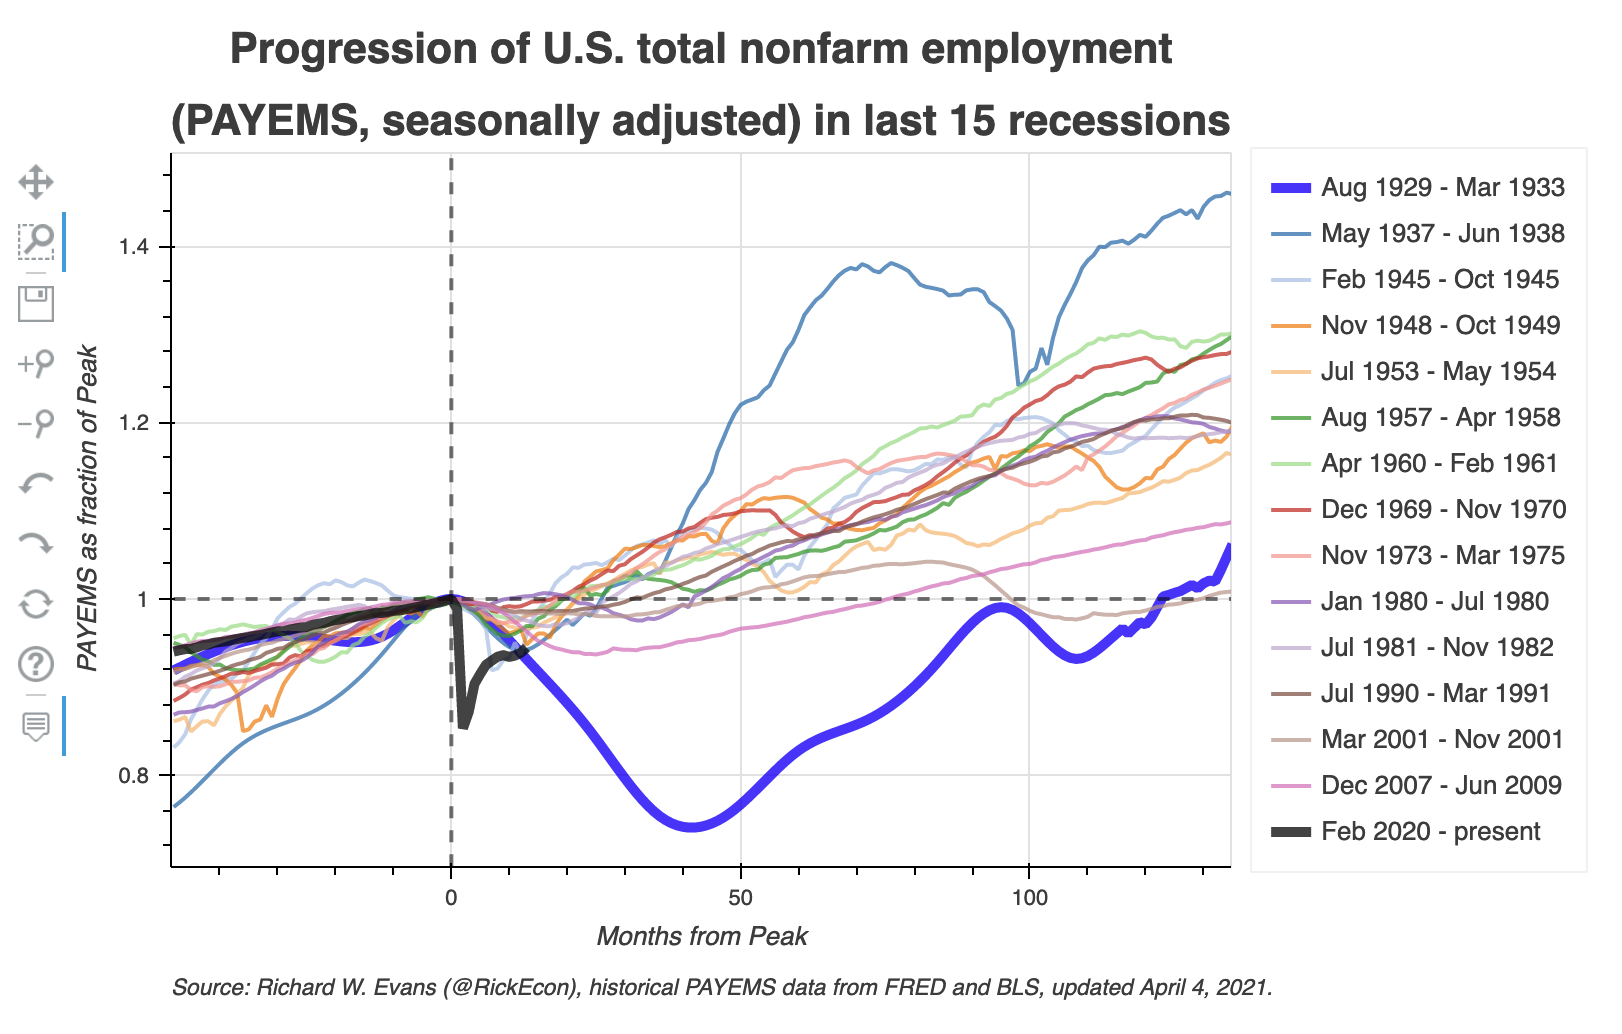 Progression of U.S. total nonfarm employment
(PAYEMS, seasonally adjusted) in last 15 recessions
PAYEMS as fraction of Peak
1.4
1.2
1
0.8
0
50
100
Months from Peak
Aug 1929 - Mar 1933
May 1937 - Jun 1938
Feb 1945 - Oct 1945
Nov 1948 - Oct 1949
Jul 1953 - May 1954
Aug 1957 - Apr 1958
Apr 1960 - Feb 1961
Dec 1969 - Nov 1970
Nov 1973 - Mar 1975
Jan 1980 - Jul 1980
Jul 1981 - Nov 1982
Jul 1990 - Mar 1991
Mar 2001 - Nov 2001
Dec 2007 - Jun 2009
Feb 2020 - present
Source: Richard W. Evans (@RickEcon), historical PAYEMS data from FRED and BLS, updated April 4, 2021.